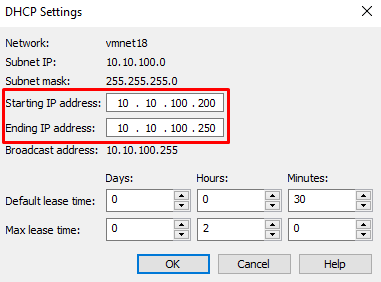 DHCP Settings
Network: vmnet18
Subnet IP: 10.10.100.0
Subnet mask: 255.255.255.0
Starting IP address: 10 . 10 . 100 . 200
Ending IP address: 10 . 10 . 100 . 250
Broadcast address: 10.10.100.255
Days: Hours: Minutes:
Default lease time: 0 0 30
Max lease time: 0 2 0
OK Cancel Help